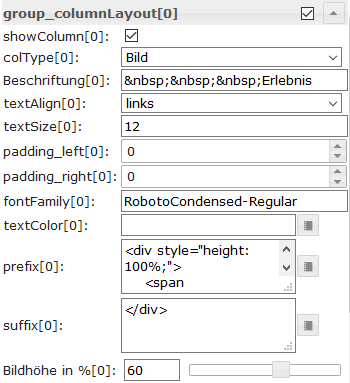 group_columnLayout[0]
showColumn[0]:
colType[0]: Bild
Beschriftung[0]: &nbsp;&nbsp;&nbsp;Erlebnis
textAlign[0]: links
textSize[0]: 12
padding_left[0]: 0
padding_right[0]: 0
fontFamily[0]: RobotoCondensed-Regular
textColor[0]:
prefix[0]: <div style="height:
100%;">
<span
suffix[0]: </div>
Bildhöhe in %[0]: 60